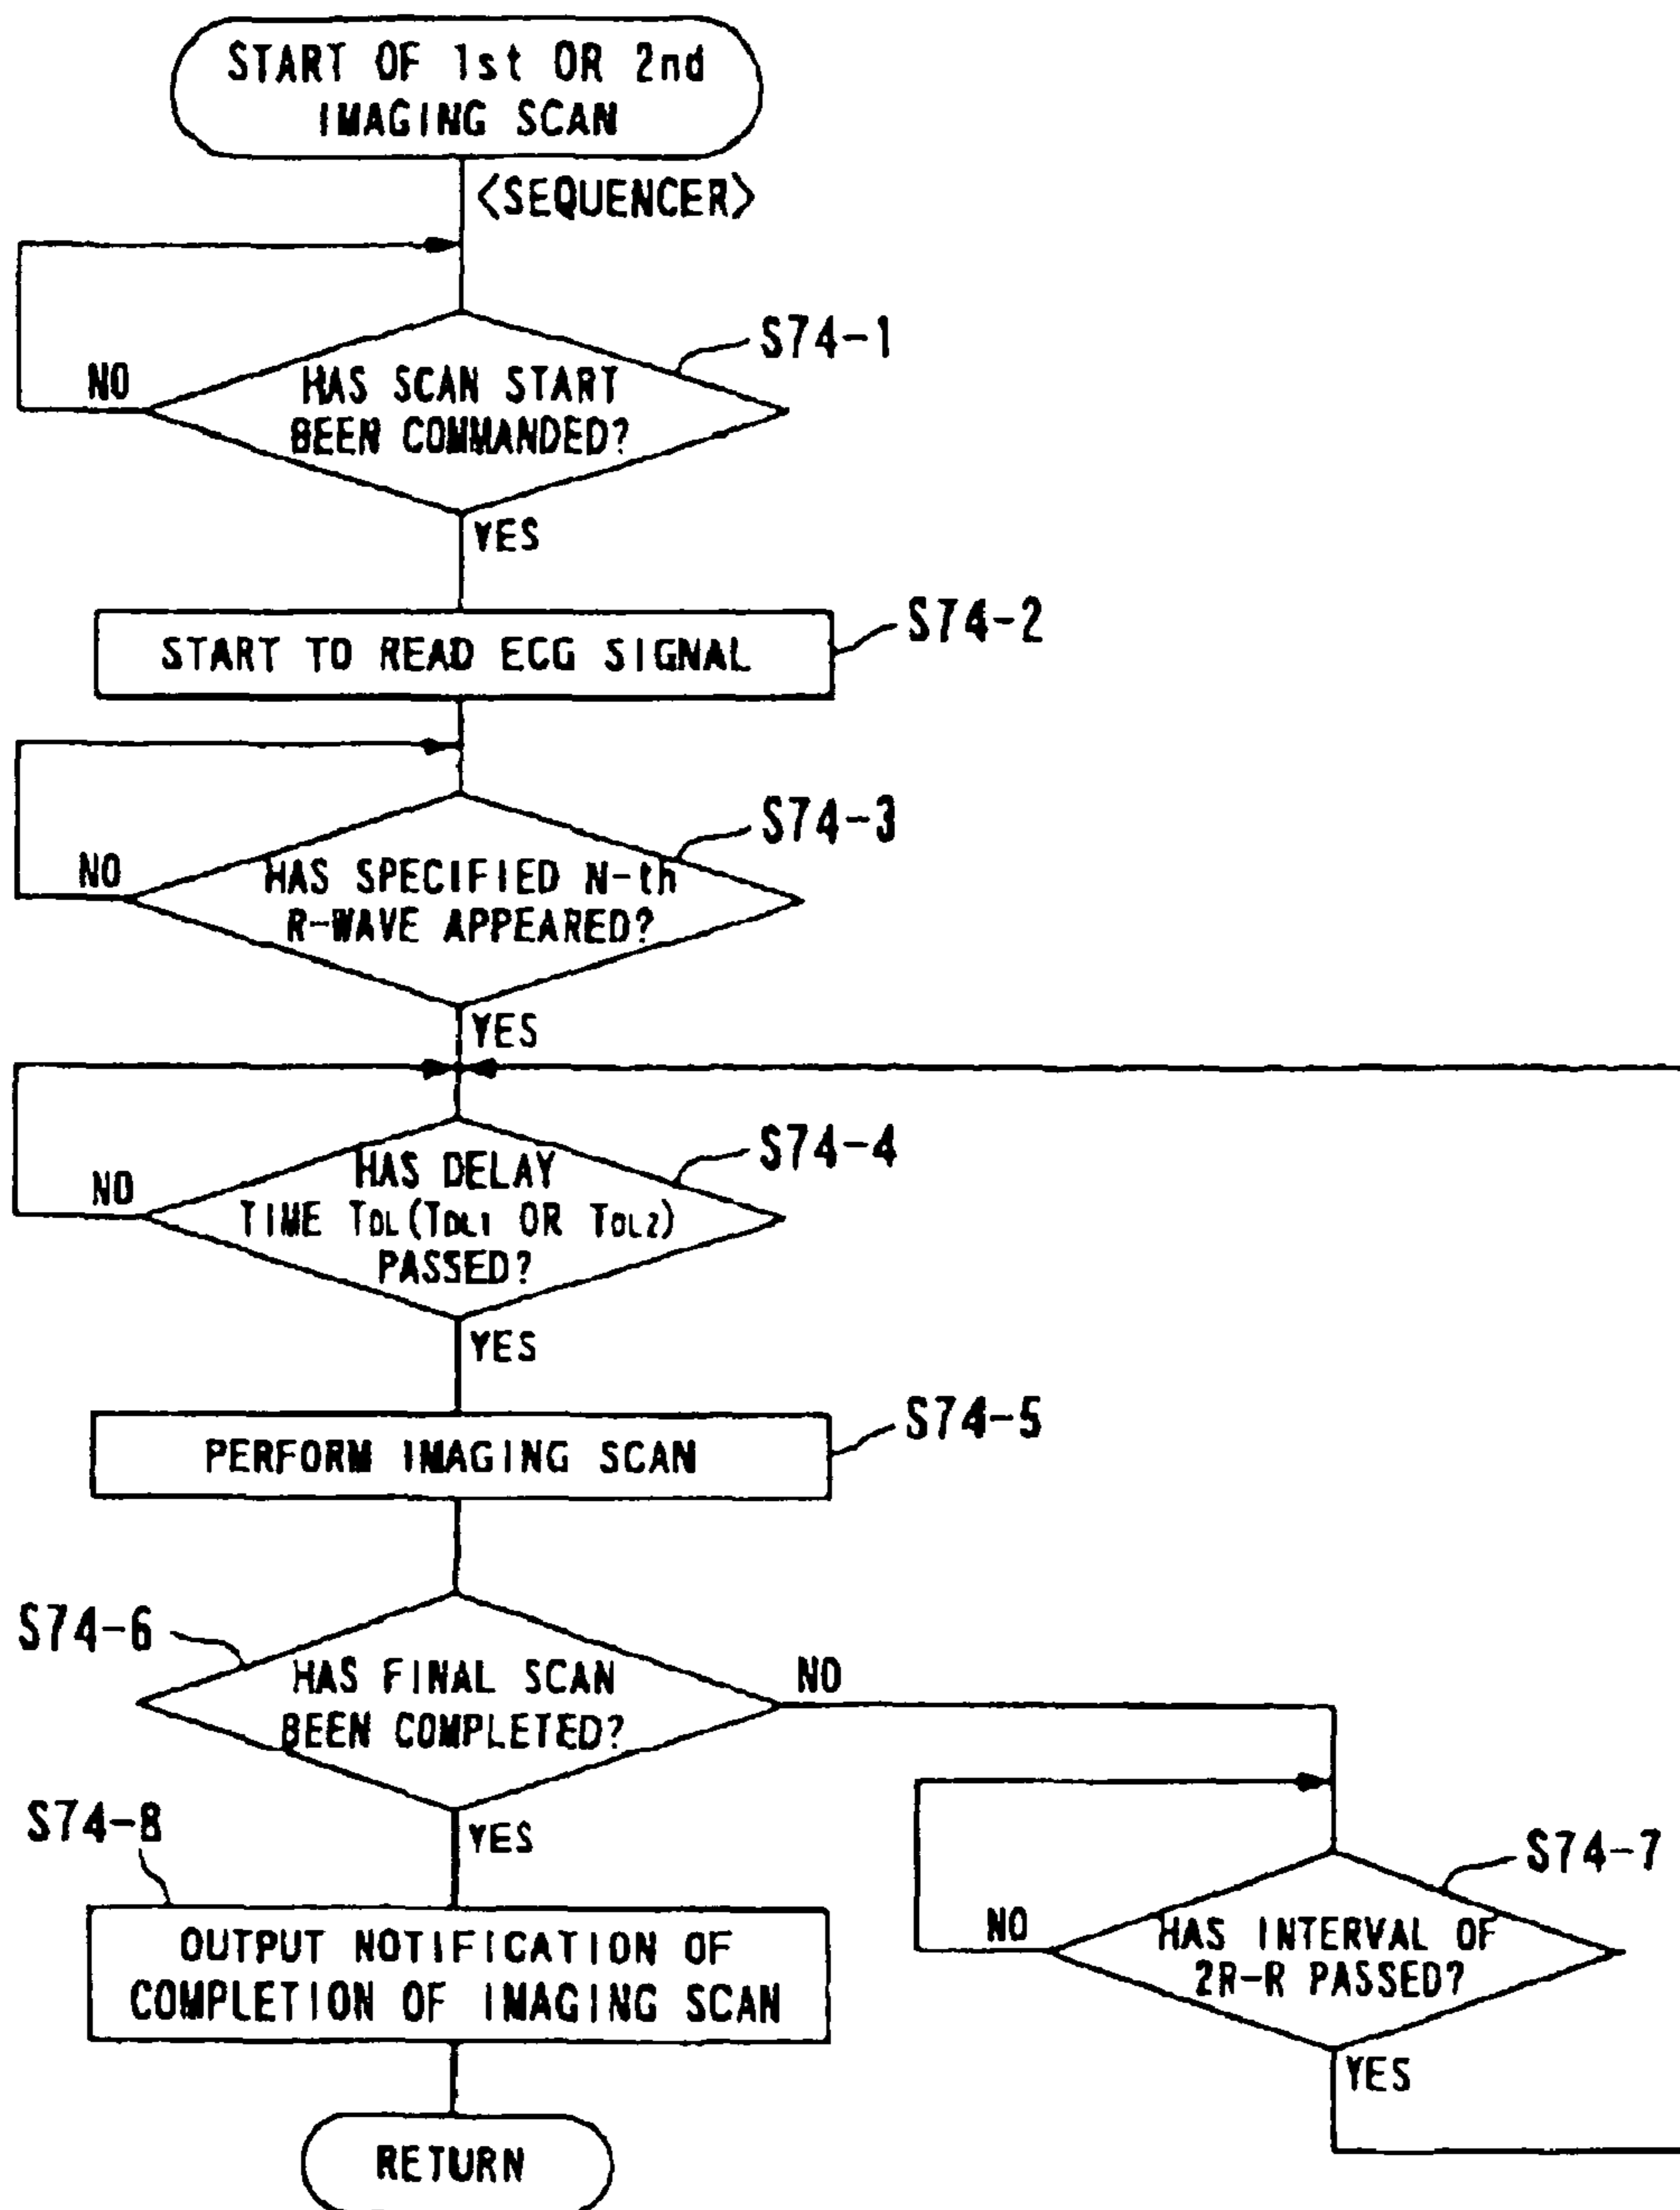 START OF 1st OR 2nd
IMAGING SCAN
<SEQUENCER>
S74-1
NO
HAS SCAN START
BEEN COMMANDED?
YES
S74-2
START TO READ ECG SIGNAL
S74-3
NO
HAS SPECIFIED N-th
R-WAVE APPEARED?
YES
S74-4
NO
HAS DELAY
TIME TDL(TDL1 OR TDL2)
PASSED?
YES
S74-5
PERFORM IMAGING SCAN
S74-6
HAS FINAL SCAN
BEEN COMPLETED?
NO
YES
S74-7
NO
HAS INTERVAL OF
2R-R PASSED?
YES
S74-8
OUTPUT NOTIFICATION OF
COMPLETION OF IMAGING SCAN
RETURN